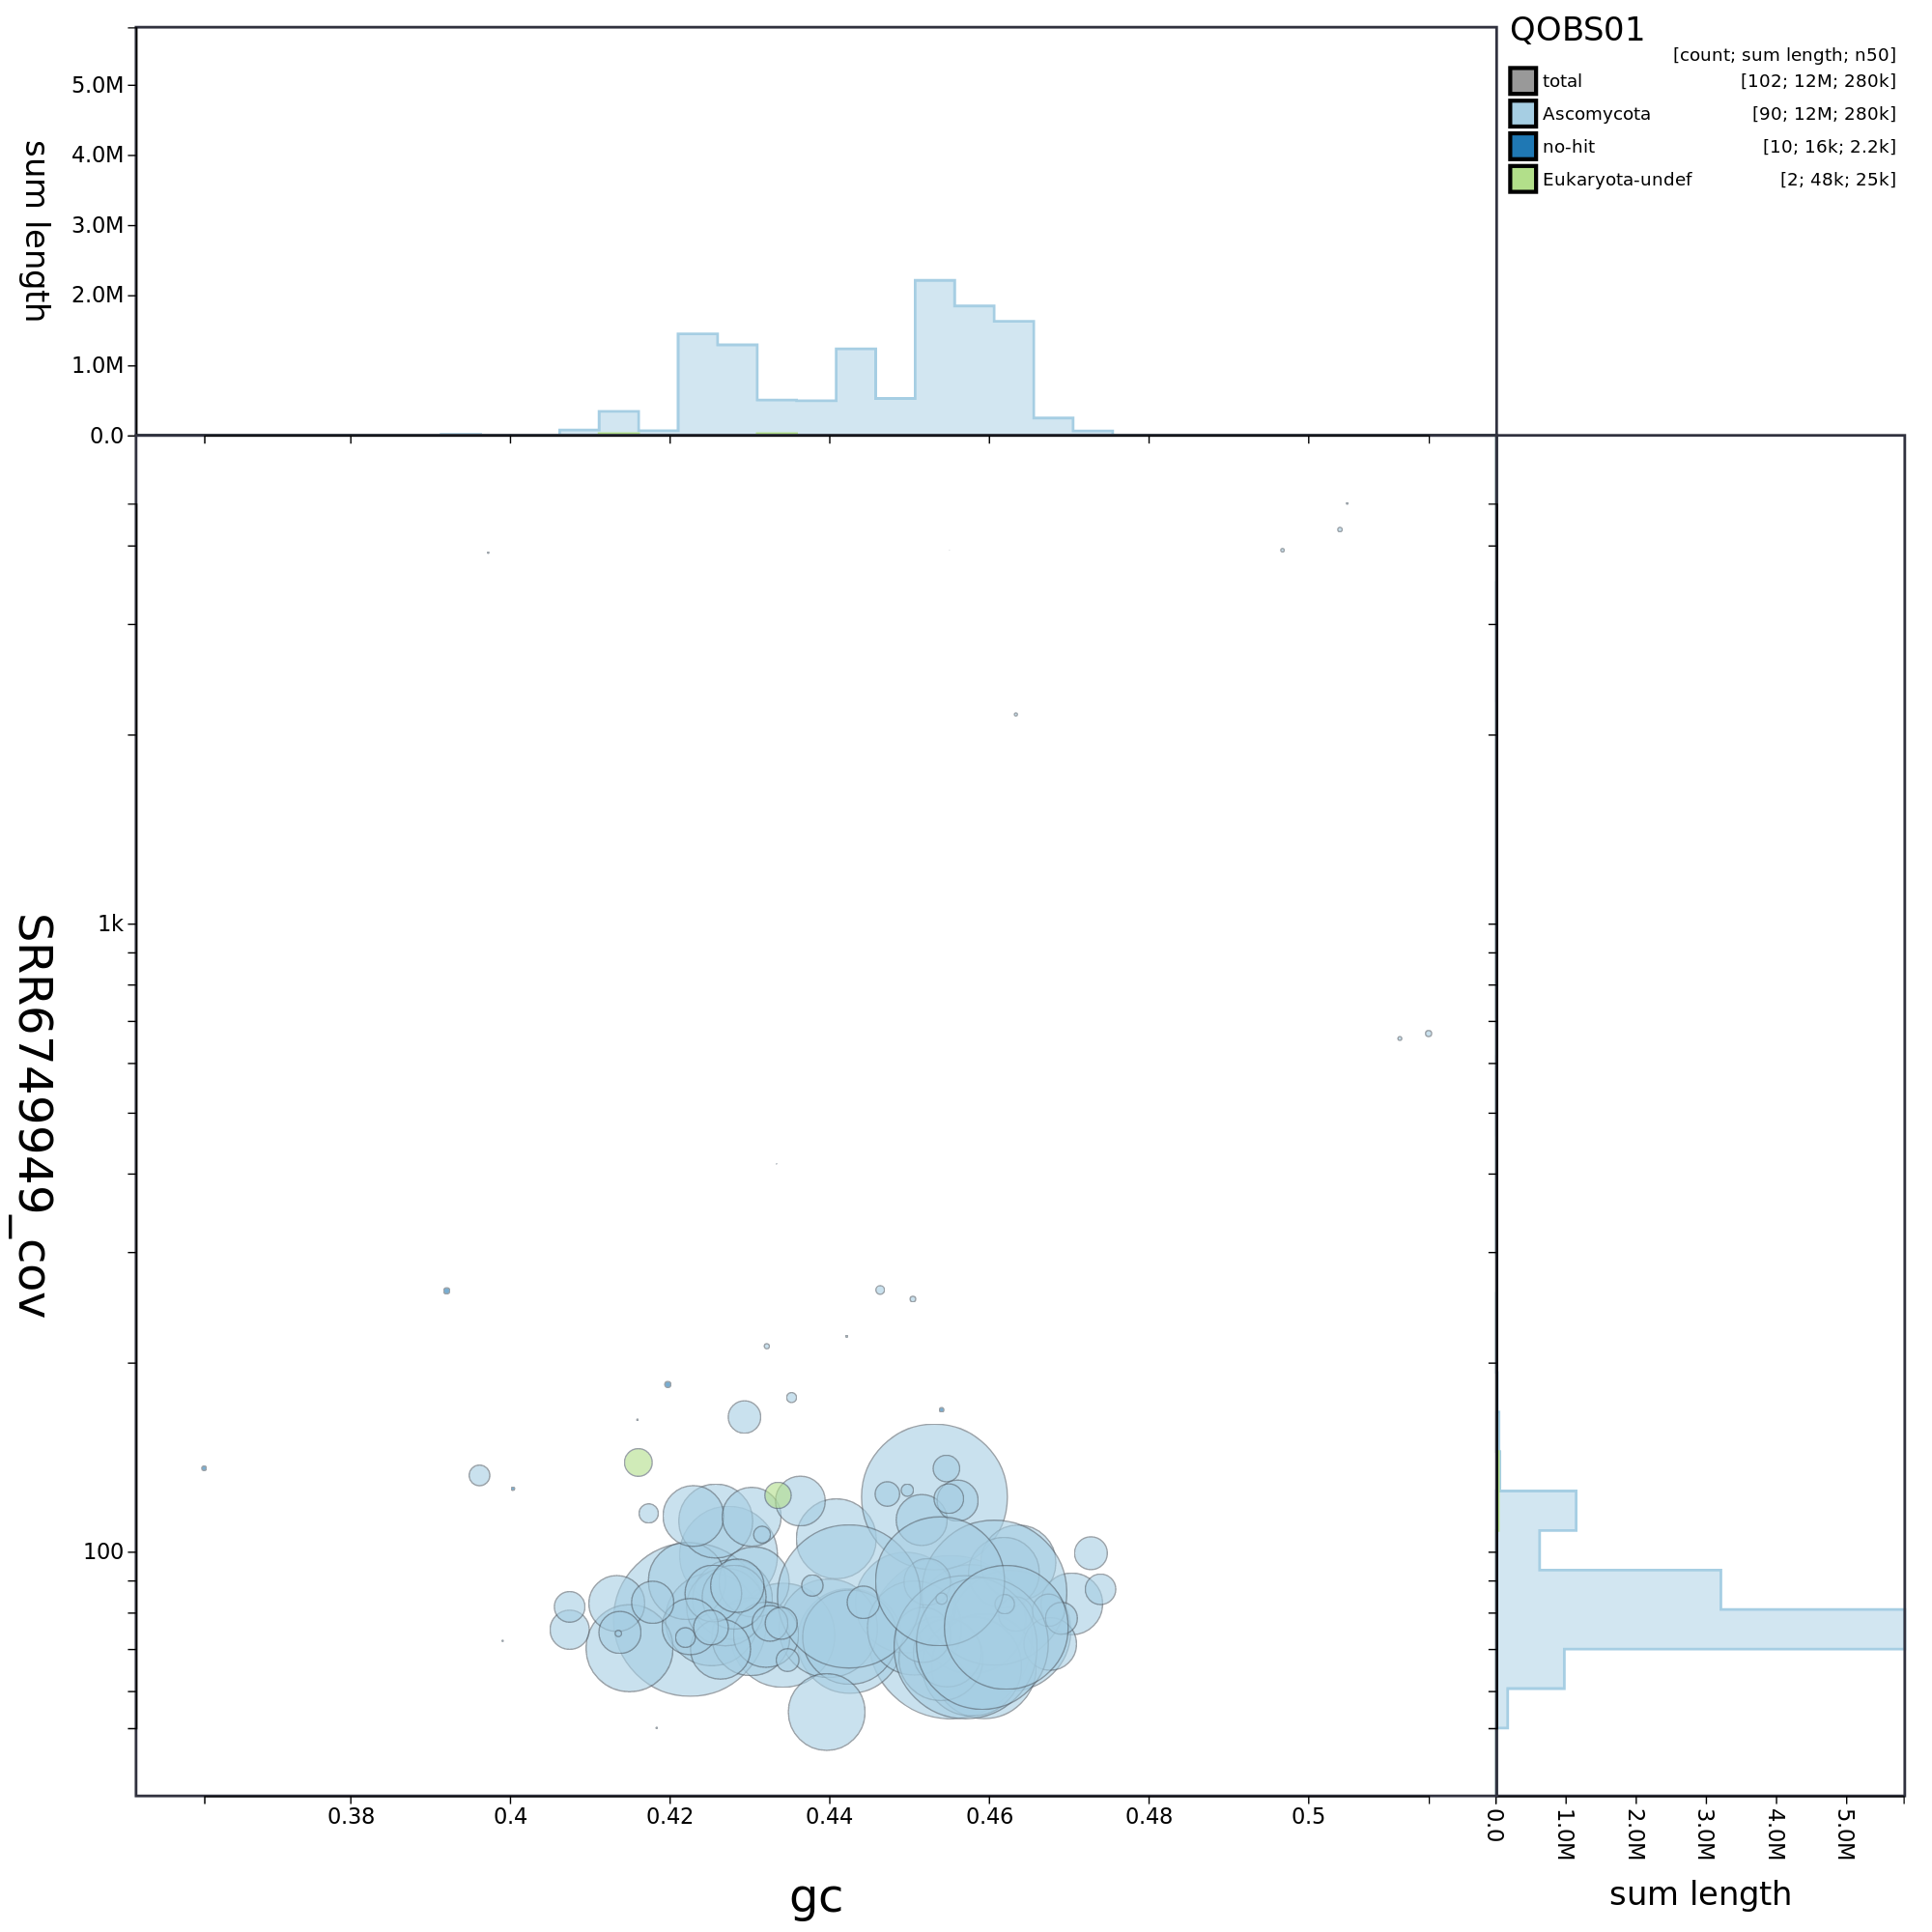 QOBS01
[count; sum length; n50]
total [102; 12M; 280k]
Ascomycota [90; 12M; 280k]
no-hit [10; 16k; 2.2k]
Eukaryota-undef [2; 48k; 25k]
sum length
5.0M
4.0M
3.0M
2.0M
1.0M
0.0
SRR6749949_cov
1k
100
0.38
0.4
0.42
0.44
0.46
0.48
0.5
gc
0.0
1.0M
2.0M
3.0M
4.0M
5.0M
sum length